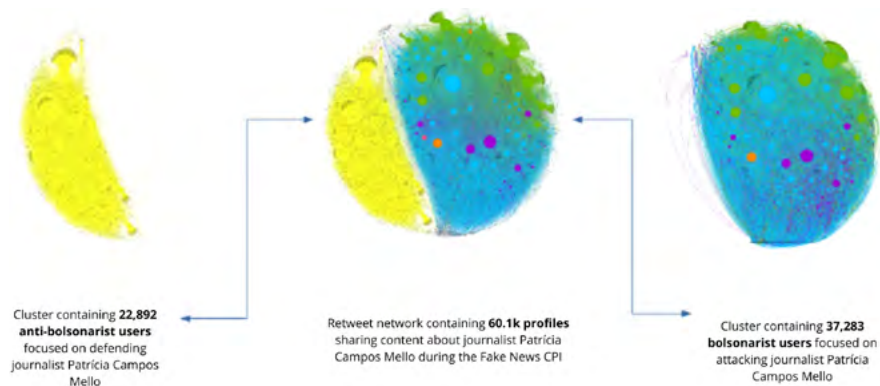 Cluster containing 22,892
anti-bolsonarist users
focused on defending
journalist Patrícia Campos
Mello
Retweet network containing 60.1k profiles
sharing content about journalist Patrícia
Campos Mello during the Fake News CPI
Cluster containing 37,283
bolsonarist users focused on
attacking journalist Patrícia
Campos Mello